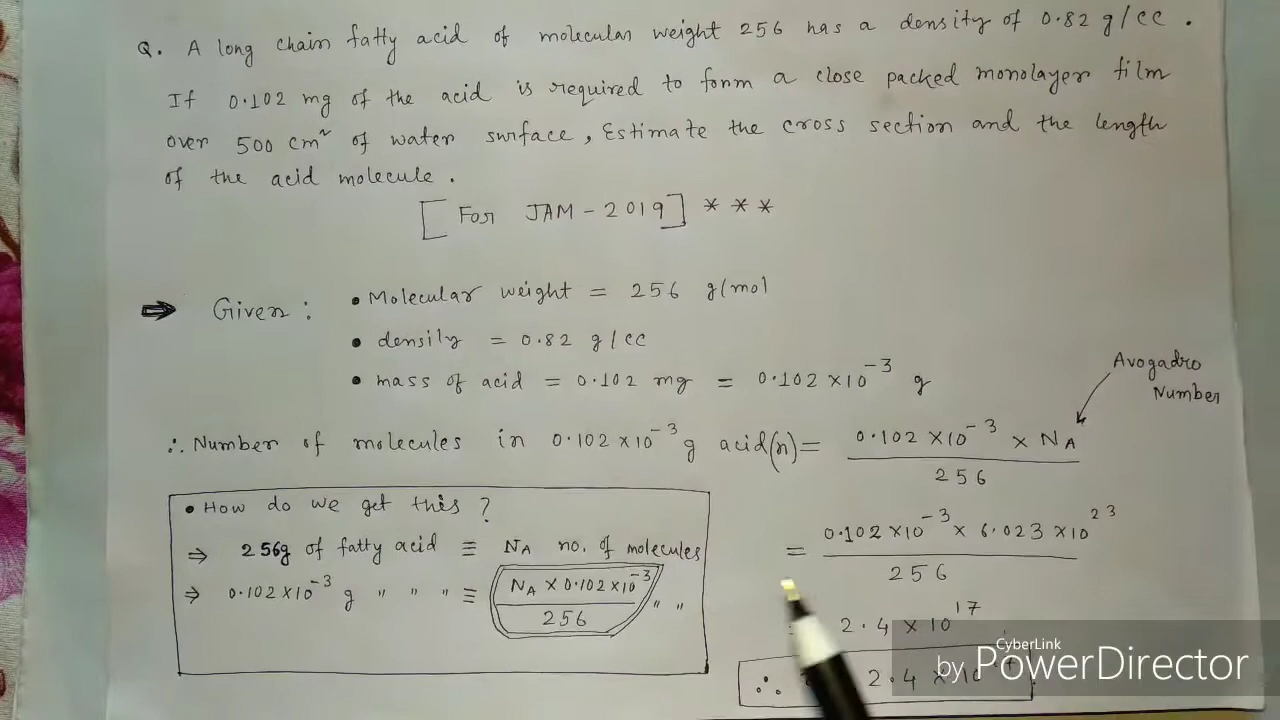 Q. A long chain fatty acid of molecular weight 256 has a density of 0.82 g/cc.
If 0.102 mg of the acid is required to form a close packed monolayer film
over 500 cm² of water surface, Estimate the cross section and the length
of the acid molecule.
[For JAM-2019] ***
⇒ Given: • Molecular weight = 256 g/mol
• density = 0.82 g/cc
• mass of acid = 0.102 mg = 0.102×10⁻³ g
Avogadro
Number
∴ Number of molecules in 0.102×10⁻³ g acid(n) = 0.102×10⁻³ × N_A / 256
• How do we get this?
⇒ 256g of fatty acid ≡ N_A no. of molecules
⇒ 0.102×10⁻³ g " " " ≡ N_A × 0.102×10⁻³ / 256 " "
= 0.102×10⁻³ × 6.023×10²³ / 256
2.4×10¹⁷
∴ 2.4×10
CyberLink
by PowerDirector